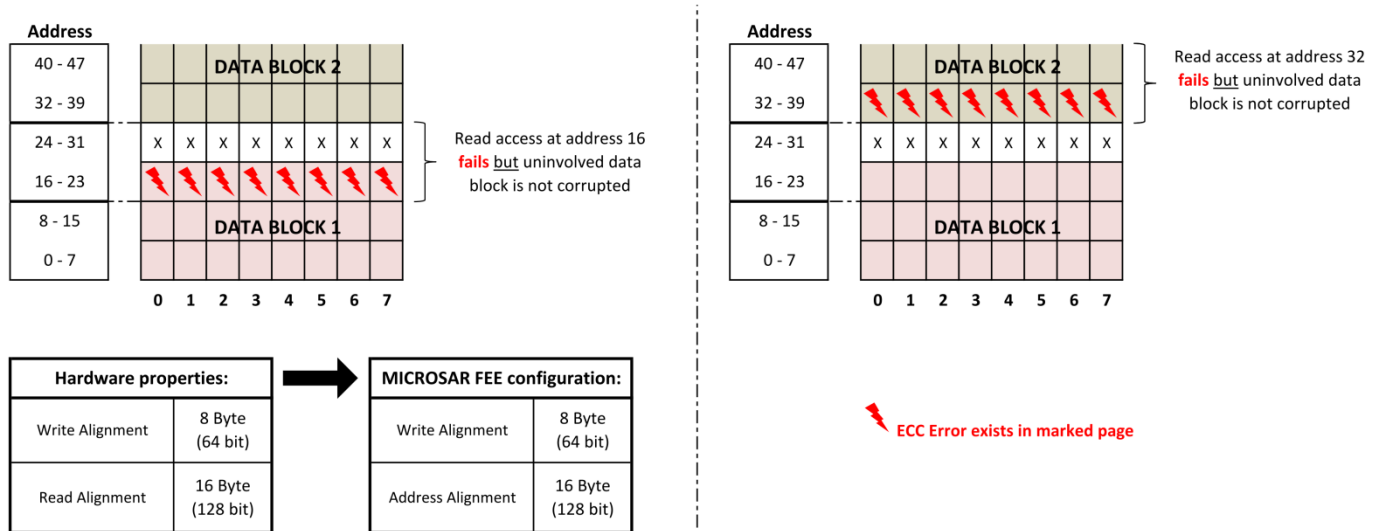 Address
40 - 47
32 - 39
24 - 31
16 - 23
8 - 15
0 - 7
DATA BLOCK 2
X X X X X X X X
DATA BLOCK 1
0 1 2 3 4 5 6 7
Read access at address 16
fails but uninvolved data
block is not corrupted
Address
40 - 47
32 - 39
24 - 31
16 - 23
8 - 15
0 - 7
DATA BLOCK 2
X X X X X X X X
DATA BLOCK 1
0 1 2 3 4 5 6 7
Read access at address 32
fails but uninvolved data
block is not corrupted
Hardware properties:
Write Alignment
8 Byte
(64 bit)
Read Alignment
16 Byte
(128 bit)
MICROSAR FEE configuration:
Write Alignment
8 Byte
(64 bit)
Address Alignment
16 Byte
(128 bit)
ECC Error exists in marked page